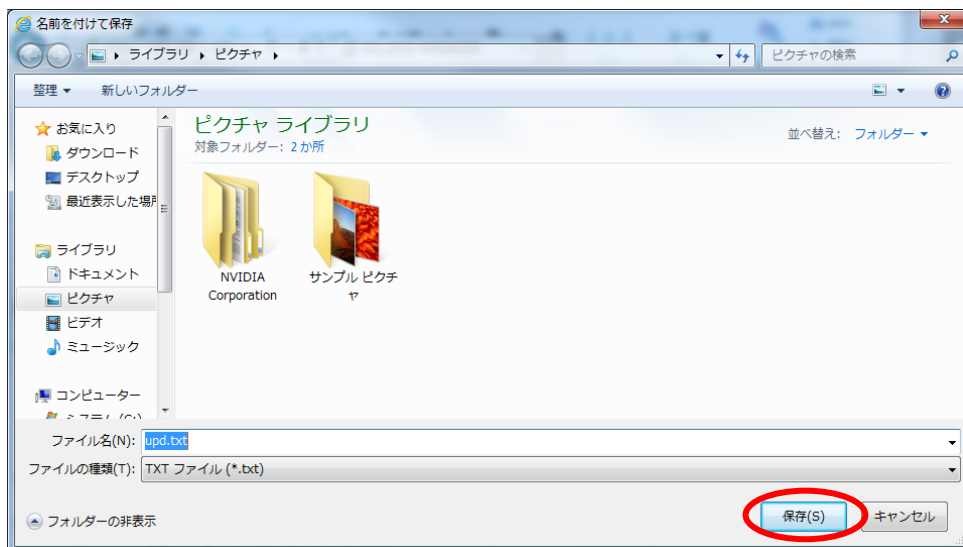 名前を付けて保存
ライブラリ
ピクチャ
ピクチャの検索
整理
新しいフォルダー
お気に入り
ダウンロード
デスクトップ
最近表示した場所
ライブラリ
ドキュメント
ピクチャ
ビデオ
ミュージック
コンピューター
ピクチャ ライブラリ
対象フォルダー: 2 か所
並べ替え: フォルダー
NVIDIA
Corporation
サンプル ピクチ
ャ
ファイル名(N): upd.txt
ファイルの種類(T): TXT ファイル (*.txt)
フォルダーの非表示
保存(S)
キャンセル